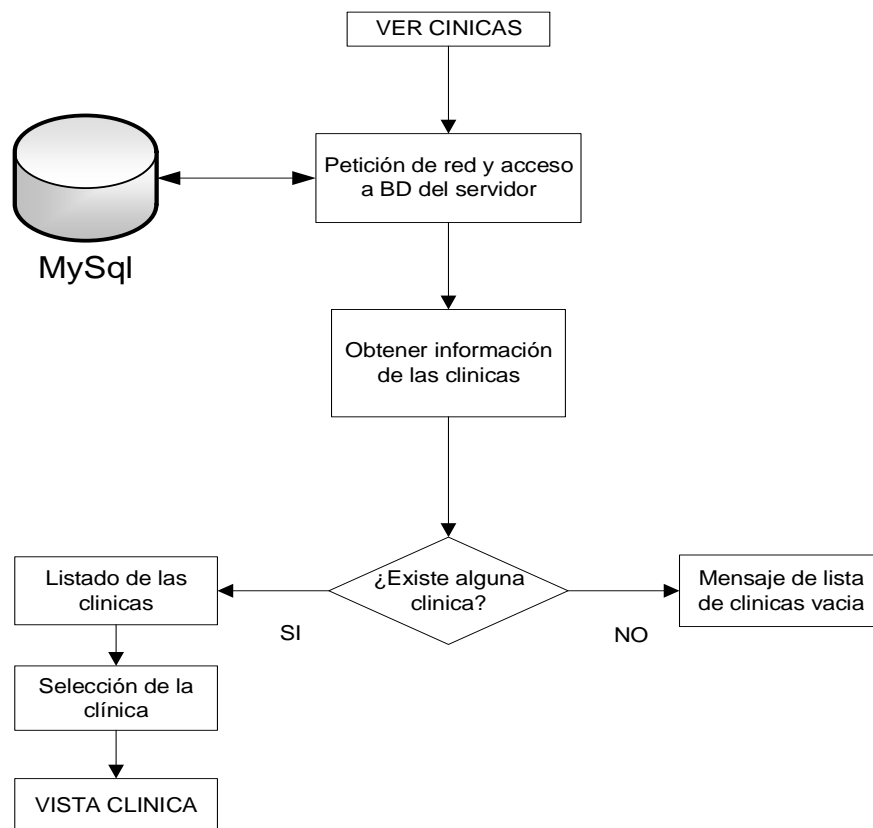 VER CINICAS
Petición de red y acceso
a BD del servidor
MySql
Obtener información
de las clinicas
¿Existe alguna
clinica?
Listado de las
clinicas
Mensaje de lista
de clinicas vacia
SI
NO
Selección de la
clínica
VISTA CLINICA